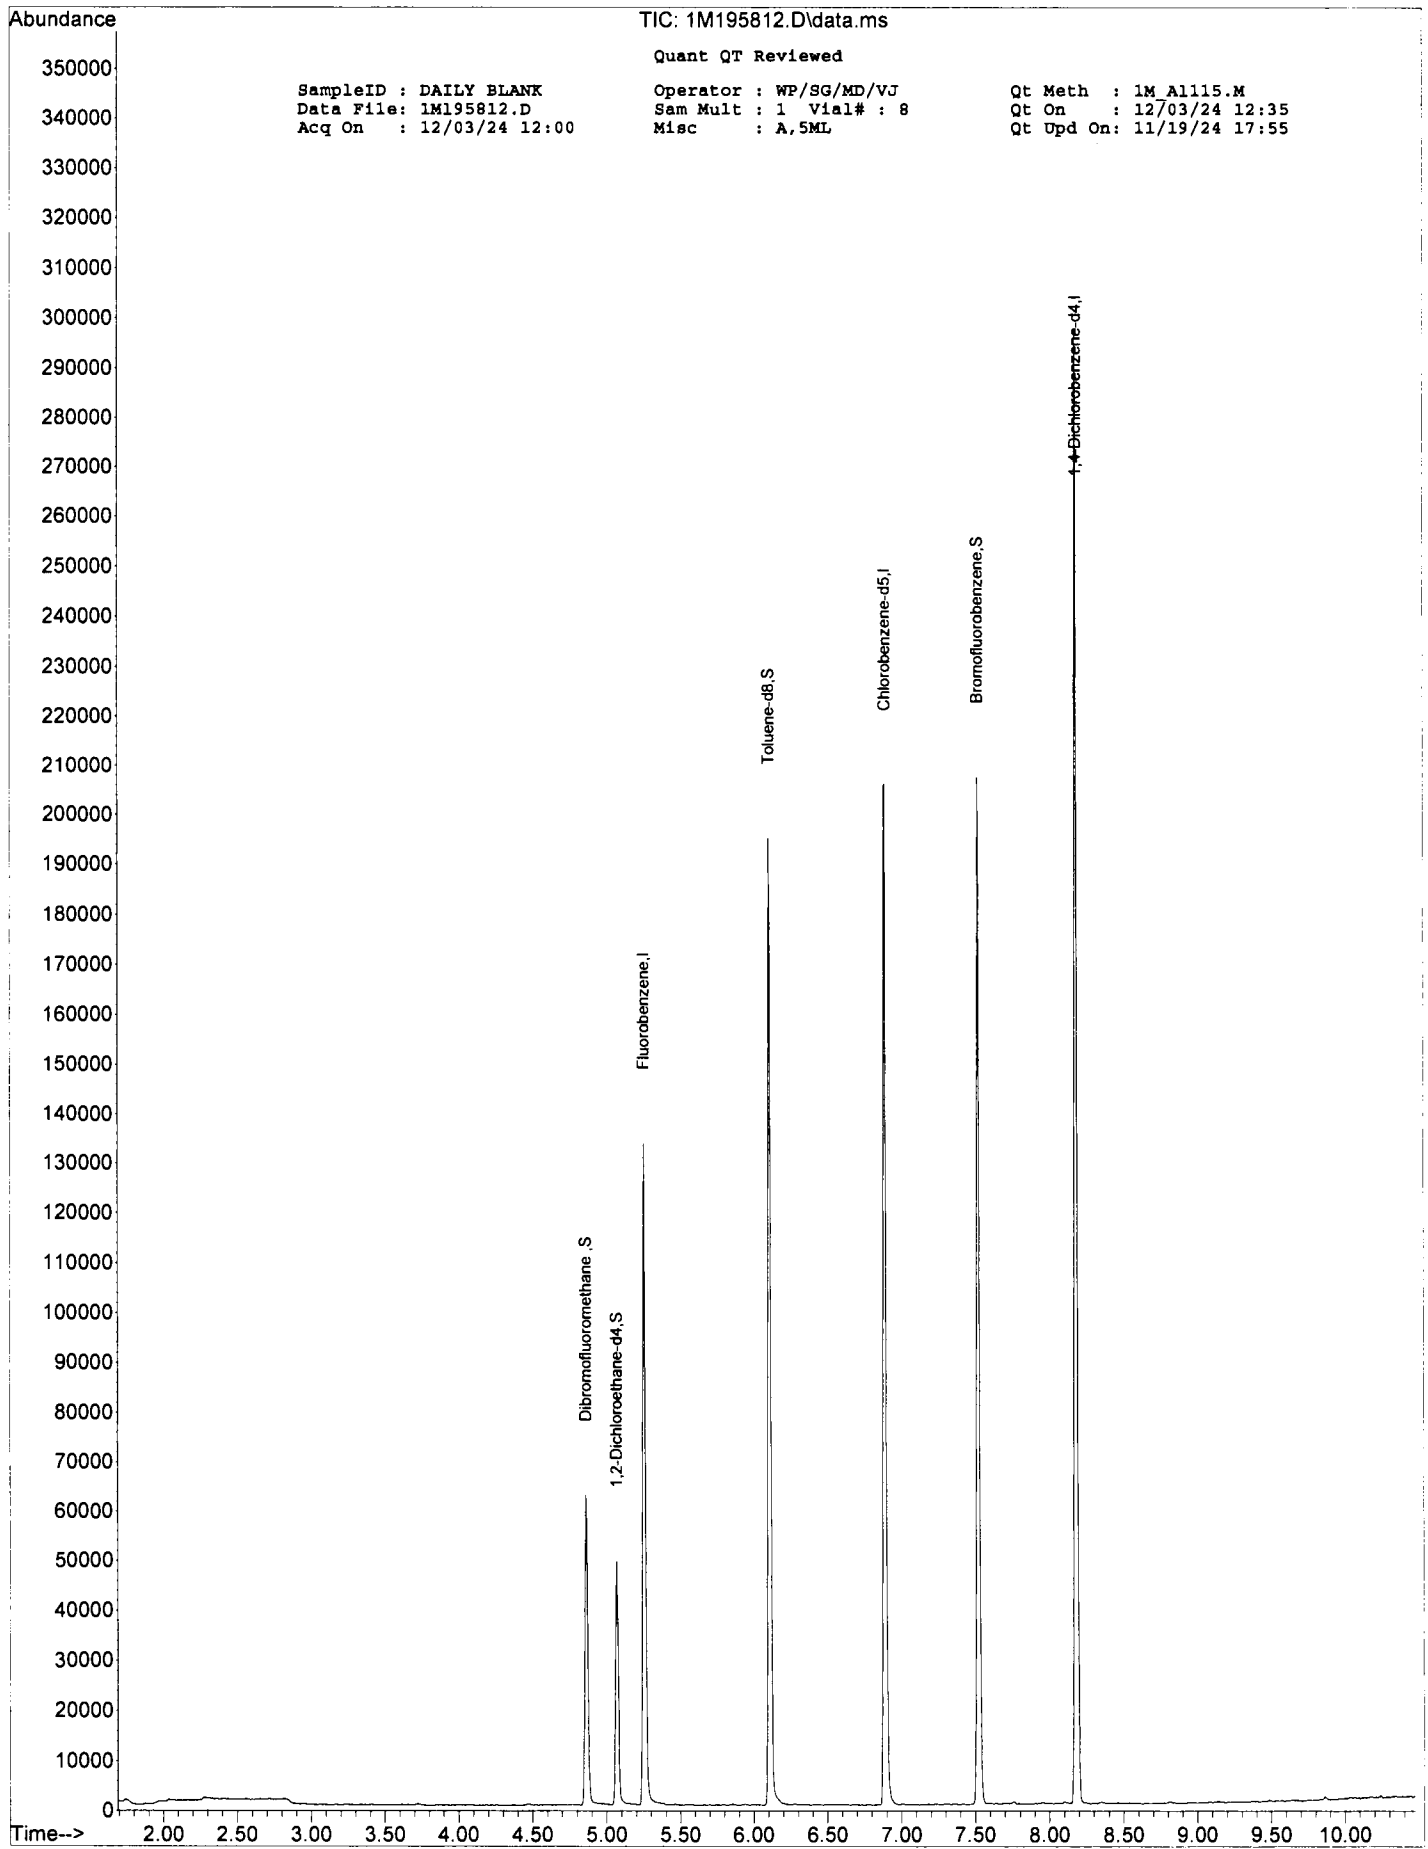 Abundance
TIC: 1M195812.D\data.ms
Quant QT Reviewed
SampleID : DAILY BLANK Operator : WP/SG/MD/VJ Qt Meth : 1M_A1115.M
Data File: 1M195812.D Sam Mult : 1 Vial# : 8 Qt On : 12/03/24 12:35
Acq On : 12/03/24 12:00 Misc : A,5ML Qt Upd On: 11/19/24 17:55
350000
340000
330000
320000
310000
300000
290000
280000
270000
260000
250000
240000
230000
220000
210000
200000
190000
180000
170000
160000
150000
140000
130000
120000
110000
100000
90000
80000
70000
60000
50000
40000
30000
20000
10000
0
Dibromofluoromethane ,S
1,2-Dichloroethane-d4,S
Fluorobenzene,I
Toluene-d8,S
Chlorobenzene-d5,I
Bromofluorobenzene,S
1,4-Dichlorobenzene-d4,I
Time--> 2.00 2.50 3.00 3.50 4.00 4.50 5.00 5.50 6.00 6.50 7.00 7.50 8.00 8.50 9.00 9.50 10.00